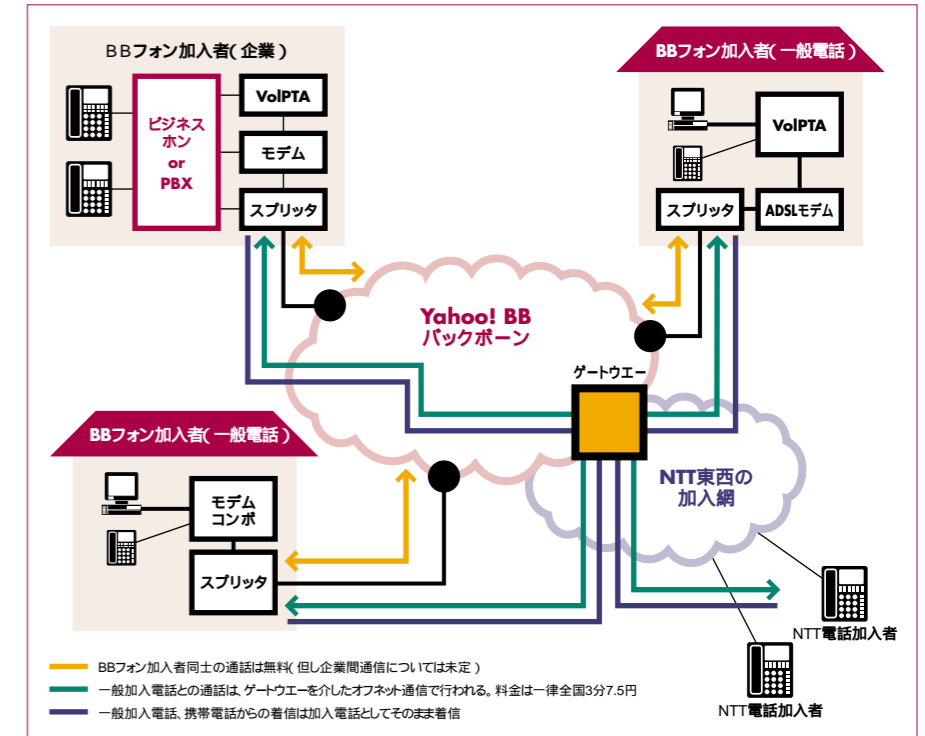 BBフォン加入者(企業)
VoIPTA
ビジネス
ホン
or
PBX
モデム
スプリッタ
BBフォン加入者(一般電話)
VoIPTA
スプリッタ
ADSLモデム
Yahoo! BB
バックボーン
ゲートウエー
BBフォン加入者(一般電話)
モデム
コンボ
スプリッタ
NTT東西の
加入網
NTT電話加入者
NTT電話加入者
BBフォン加入者同士の通話は無料(但し企業間通信については未定)
一般加入電話との通話は、ゲートウエーを介したオフネット通信で行われる。料金は一律全国3分7.5円
一般加入電話、携帯電話からの着信は加入電話としてそのまま着信